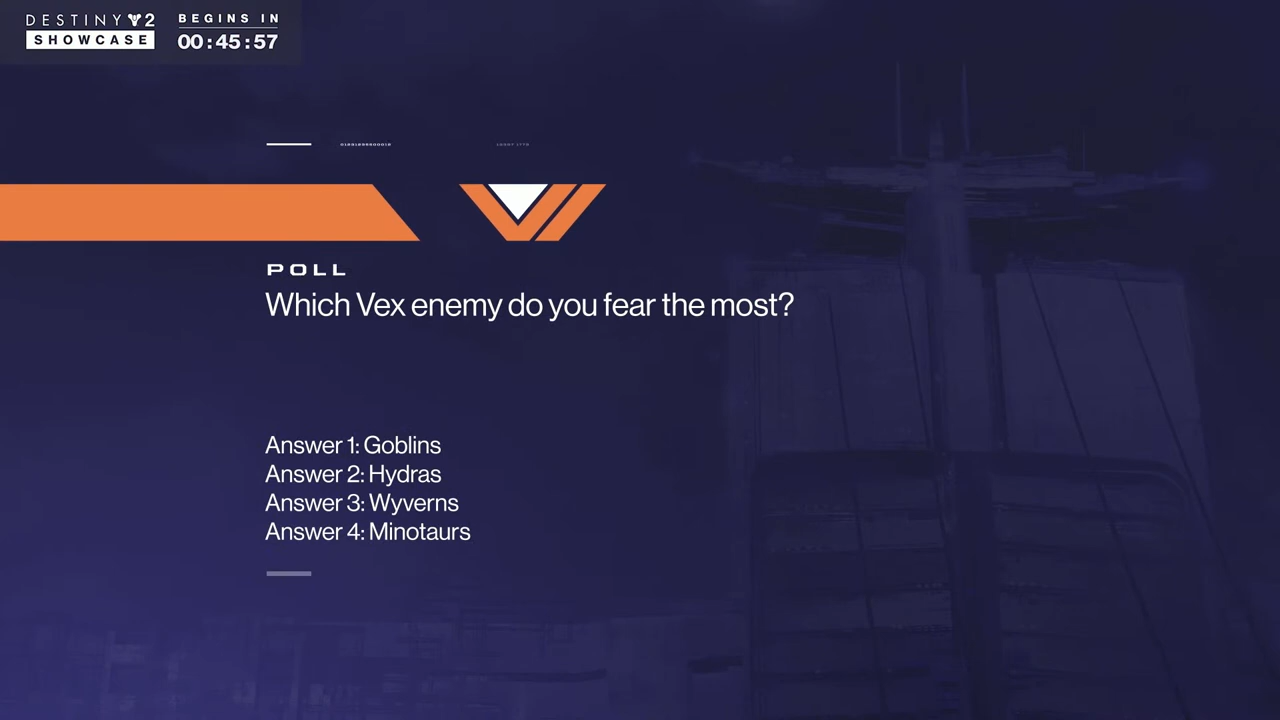 DESTINY 2
SHOWCASE
BEGINS IN
00:45:57
POLL
Which Vex enemy do you fear the most?
Answer 1: Goblins
Answer 2: Hydras
Answer 3: Wyverns
Answer 4: Minotaurs